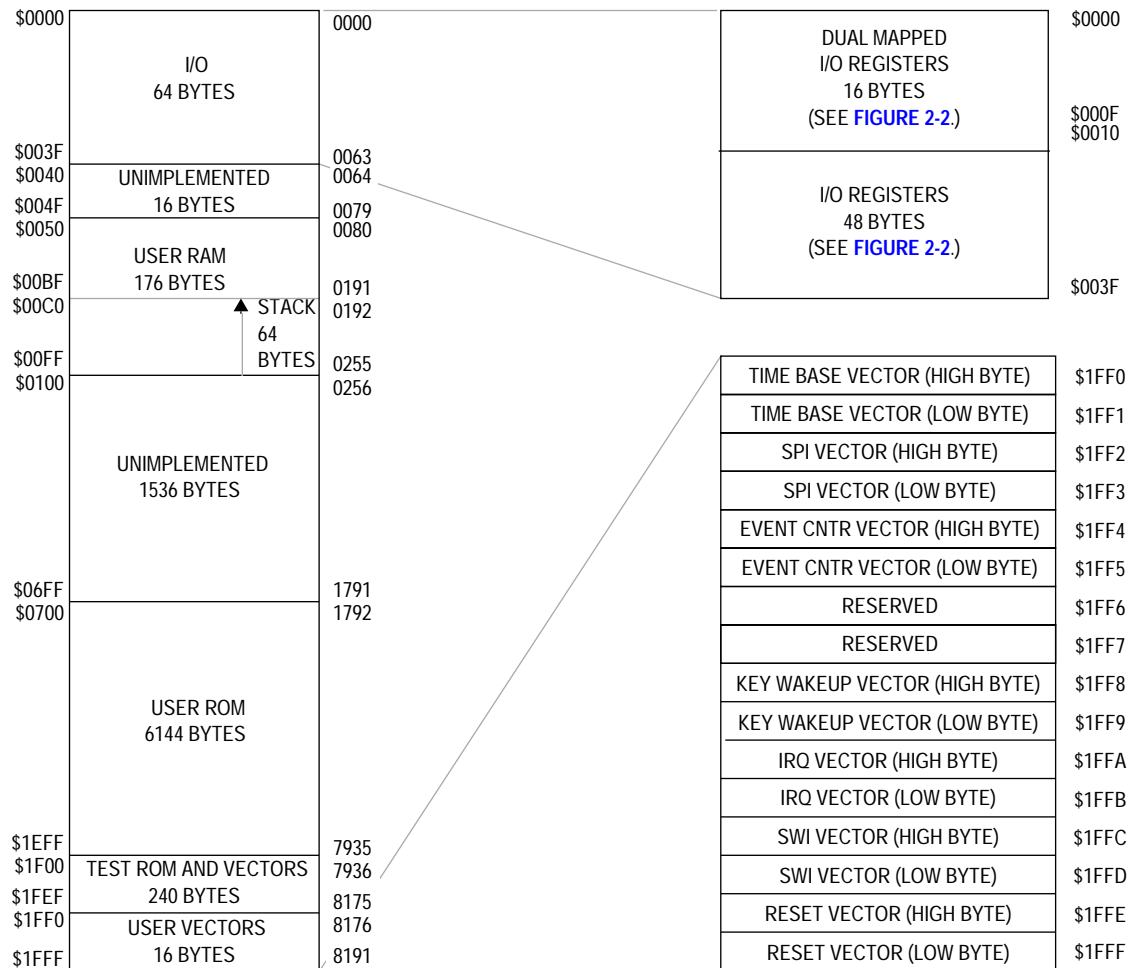 $0000
0000
I/O
64 BYTES
$003F
0063
$0040
0064
UNIMPLEMENTED
16 BYTES
$004F
0079
$0050
0080
USER RAM
176 BYTES
$00BF
0191
$00C0
0192
STACK
64
BYTES
$00FF
0255
$0100
0256
UNIMPLEMENTED
1536 BYTES
$06FF
1791
$0700
1792
USER ROM
6144 BYTES
$1EFF
7935
$1F00
7936
TEST ROM AND VECTORS
240 BYTES
$1FEF
8175
$1FF0
8176
USER VECTORS
16 BYTES
$1FFF
8191
DUAL MAPPED
I/O REGISTERS
16 BYTES
(SEE FIGURE 2-2.)
$0000
$000F
$0010
I/O REGISTERS
48 BYTES
(SEE FIGURE 2-2.)
$003F
TIME BASE VECTOR (HIGH BYTE) $1FF0
TIME BASE VECTOR (LOW BYTE) $1FF1
SPI VECTOR (HIGH BYTE) $1FF2
SPI VECTOR (LOW BYTE) $1FF3
EVENT CNTR VECTOR (HIGH BYTE) $1FF4
EVENT CNTR VECTOR (LOW BYTE) $1FF5
RESERVED $1FF6
RESERVED $1FF7
KEY WAKEUP VECTOR (HIGH BYTE) $1FF8
KEY WAKEUP VECTOR (LOW BYTE) $1FF9
IRQ VECTOR (HIGH BYTE) $1FFA
IRQ VECTOR (LOW BYTE) $1FFB
SWI VECTOR (HIGH BYTE) $1FFC
SWI VECTOR (LOW BYTE) $1FFD
RESET VECTOR (HIGH BYTE) $1FFE
RESET VECTOR (LOW BYTE) $1FFF